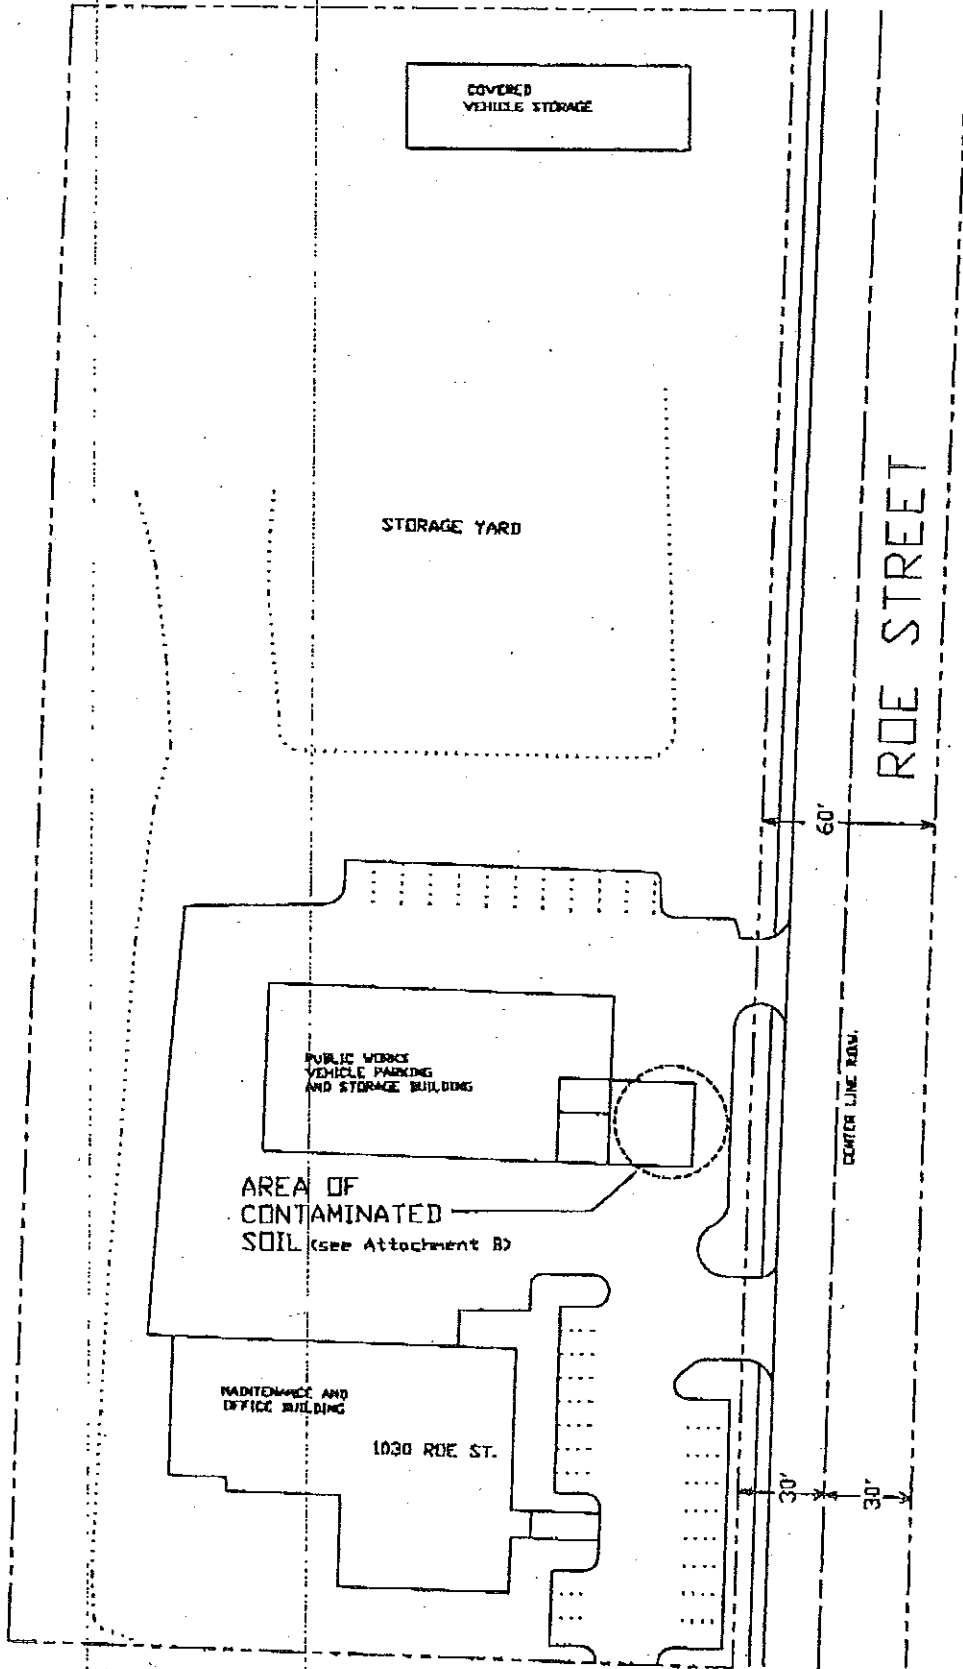 COVERED
VEHICLE STORAGE
STORAGE YARD
ROE STREET
60'
PUBLIC WORKS
VEHICLE PARKING
AND STORAGE BUILDING
CENTER LINE R.O.W.
AREA OF
CONTAMINATED
SOIL (see Attachment B)
MAINTENANCE AND
OFFICE BUILDING
1030 ROE ST.
30'
30'